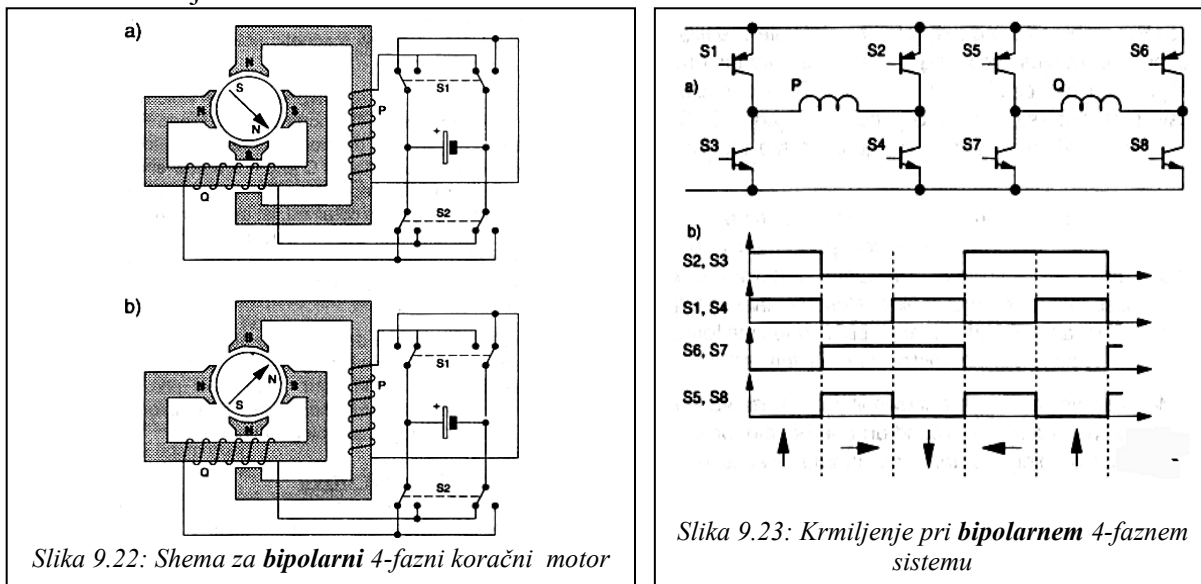 a)
N
S
S1
N
S
P
N
+
S
Q
S2
b)
S
S1
N
N
S
P
S
+
N
Q
S2
Slika 9.22: Shema za bipolarni 4-fazni koračni motor
S1
S2
S5
S6
a)
P
Q
S3
S4
S7
S8
b)
S2, S3
S1, S4
S6, S7
S5, S8
Slika 9.23: Krmiljenje pri bipolarnem 4-faznem
sistemu